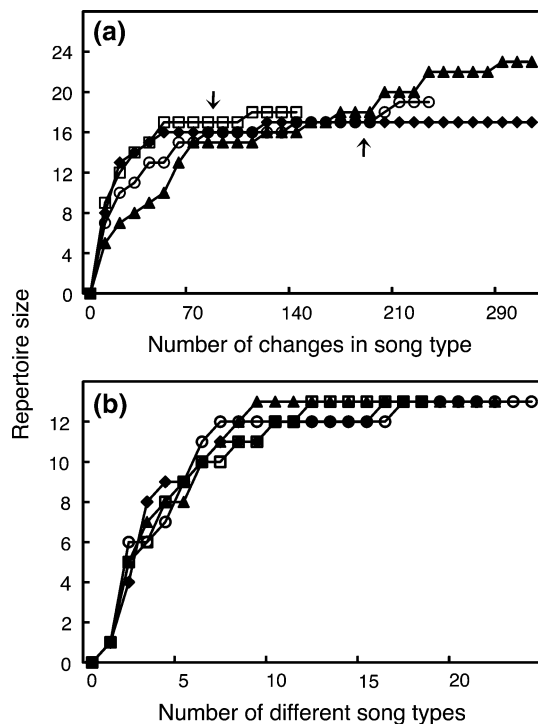 (a)
24
20
16
12
8
4
0
0 70 140 210 290
Number of changes in song type
Repertoire size
(b)
12
10
8
6
4
2
0
0 5 10 15 20
Number of different song types